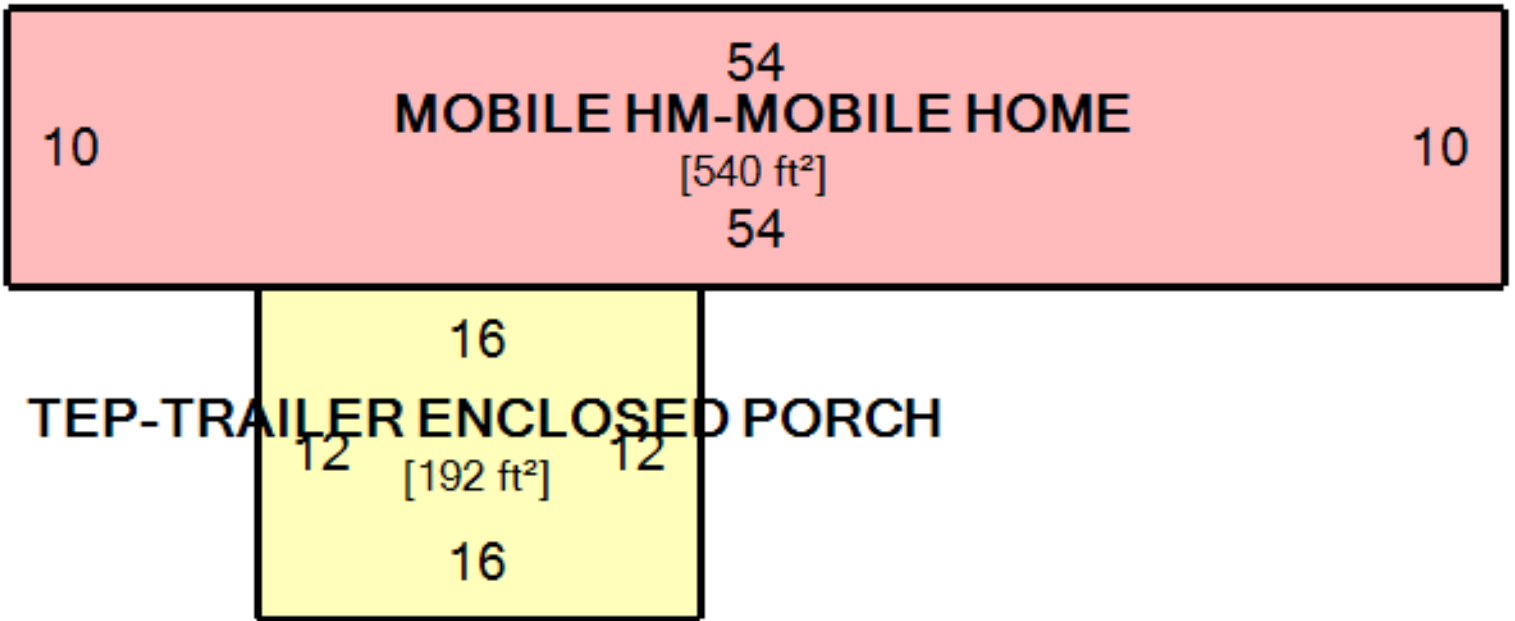 54
MOBILE HM-MOBILE HOME
10 10
[540 ft²]
54
16
TEP-TRAILER ENCLOSED PORCH
12 12
[192 ft²]
16